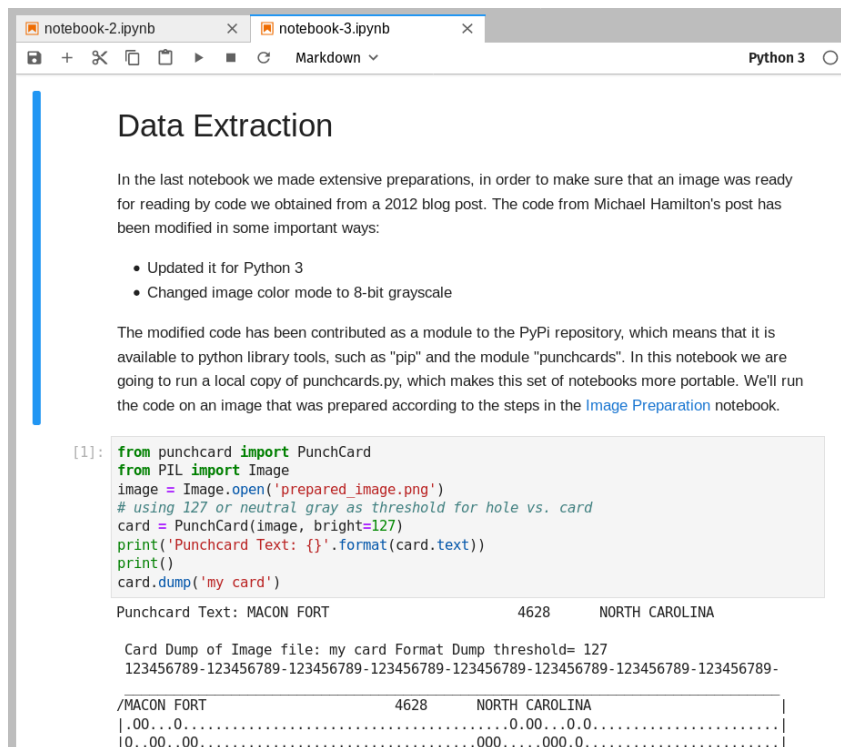 notebook-2.ipynb notebook-3.ipynb
Markdown Python 3
Data Extraction
In the last notebook we made extensive preparations, in order to make sure that an image was ready
for reading by code we obtained from a 2012 blog post. The code from Michael Hamilton's post has
been modified in some important ways:
• Updated it for Python 3
• Changed image color mode to 8-bit grayscale
The modified code has been contributed as a module to the PyPi repository, which means that it is
available to python library tools, such as "pip" and the module "punchcards". In this notebook we are
going to run a local copy of punchcards.py, which makes this set of notebooks more portable. We'll run
the code on an image that was prepared according to the steps in the Image Preparation notebook.
[1]: from punchcard import PunchCard
from PIL import Image
image = Image.open('prepared_image.png')
# using 127 or neutral gray as threshold for hole vs. card
card = PunchCard(image, bright=127)
print('Punchcard Text: {}'.format(card.text))
print()
card.dump('my card')
Punchcard Text: MACON FORT                       4628      NORTH CAROLINA
 Card Dump of Image file: my card Format Dump threshold= 127
 123456789-123456789-123456789-123456789-123456789-123456789-123456789-123456789-
 ________________________________________________________________________________
/MACON FORT                       4628      NORTH CAROLINA                       |
|.OO...O........................................O.OO...O.O.......................|
|O..OO..OO..................................OOO.....OOO.O........................|